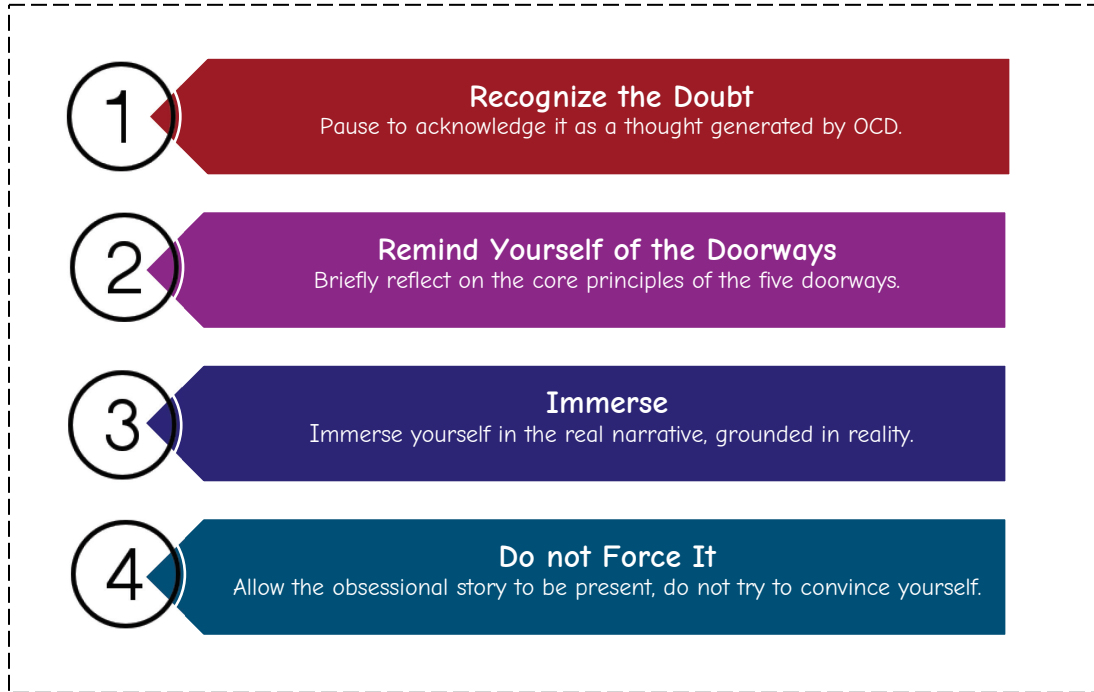 1
Recognize the Doubt
Pause to acknowledge it as a thought generated by OCD.
2
Remind Yourself of the Doorways
Briefly reflect on the core principles of the five doorways.
3
Immerse
Immerse yourself in the real narrative, grounded in reality.
4
Do not Force It
Allow the obsessional story to be present, do not try to convince yourself.